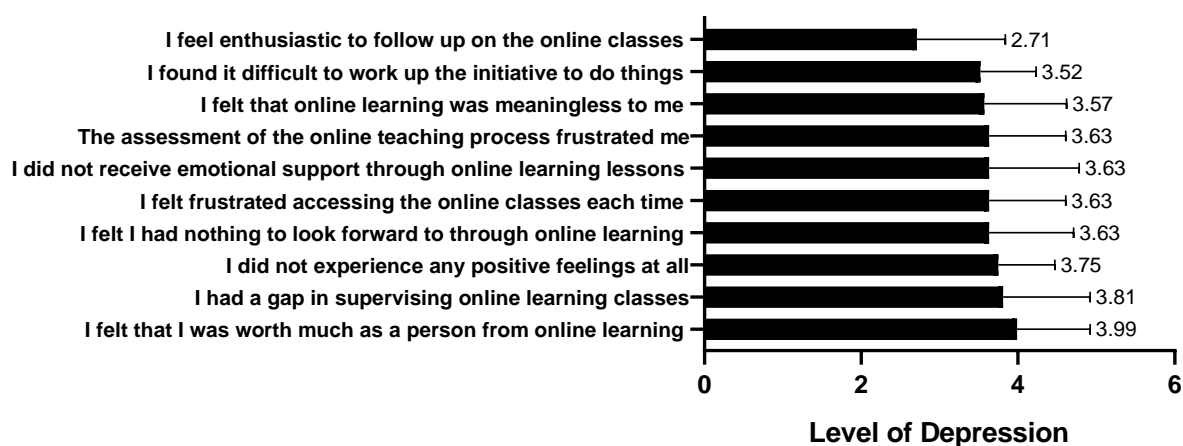 I feel enthusiastic to follow up on the online classes 2.71
I found it difficult to work up the initiative to do things 3.52
I felt that online learning was meaningless to me 3.57
The assessment of the online teaching process frustrated me 3.63
I did not receive emotional support through online learning lessons 3.63
I felt frustrated accessing the online classes each time 3.63
I felt I had nothing to look forward to through online learning 3.63
I did not experience any positive feelings at all 3.75
I had a gap in supervising online learning classes 3.81
I felt that I was worth much as a person from online learning 3.99
0 2 4 6
Level of Depression